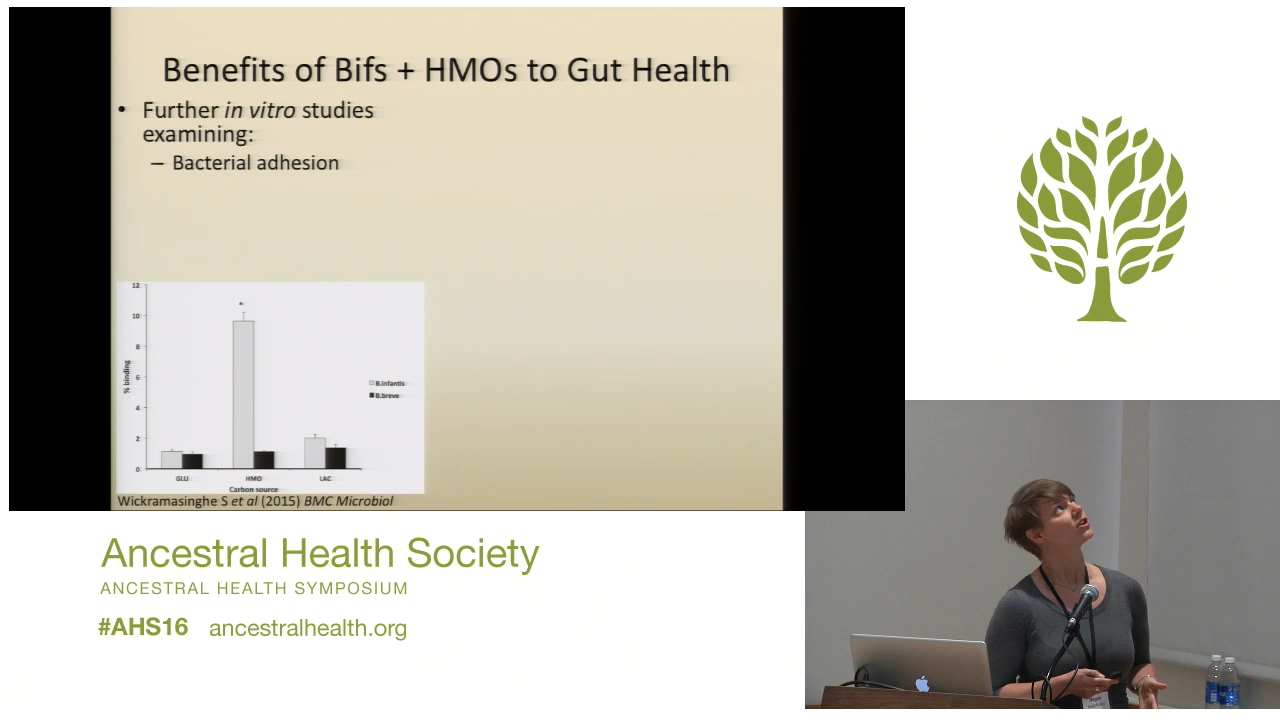 Benefits of Bifs + HMOs to Gut Health
• Further in vitro studies
examining:
– Bacterial adhesion
12
10
8
6
4
2
0
% binding
*
B.infantis
B.breve
GLU HMO LAC
Carbon source
Wickramasinghe S et al (2015) BMC Microbiol
Ancestral Health Society
ANCESTRAL HEALTH SYMPOSIUM
#AHS16 ancestralhealth.org